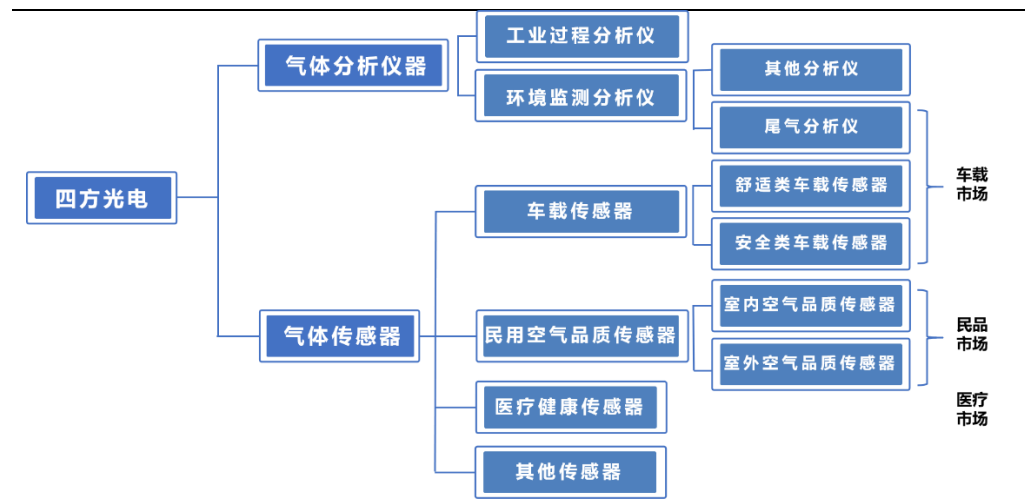 工业过程分析仪
气体分析仪器
其他分析仪
环境监测分析仪
尾气分析仪
车载
市场
舒适类车载传感器
四方光电
车载传感器
安全类车载传感器
室内空气品质传感器
气体传感器
民用空气品质传感器
民品
市场
室外空气品质传感器
医疗健康传感器
医疗
市场
其他传感器